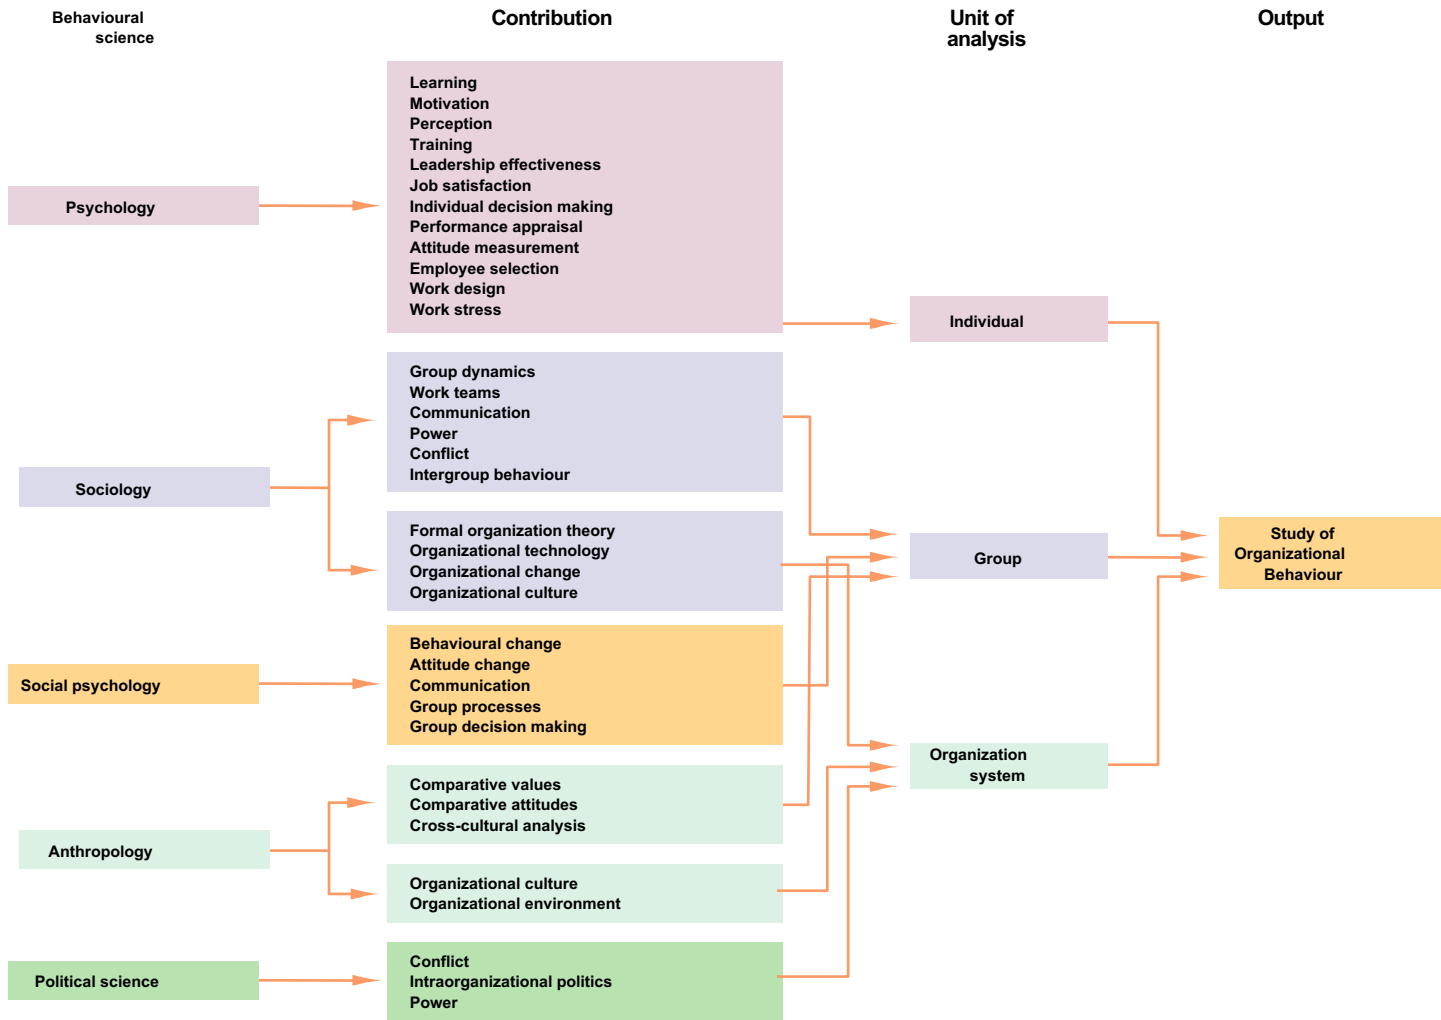 Behavioural
science
Contribution
Unit of
analysis
Output
Psychology
Learning
Motivation
Perception
Training
Leadership effectiveness
Job satisfaction
Individual decision making
Performance appraisal
Attitude measurement
Employee selection
Work design
Work stress
Individual
Sociology
Group dynamics
Work teams
Communication
Power
Conflict
Intergroup behaviour
Formal organization theory
Organizational technology
Organizational change
Organizational culture
Group
Study of
Organizational
Behaviour
Social psychology
Behavioural change
Attitude change
Communication
Group processes
Group decision making
Organization
system
Anthropology
Comparative values
Comparative attitudes
Cross-cultural analysis
Organizational culture
Organizational environment
Political science
Conflict
Intraorganizational politics
Power